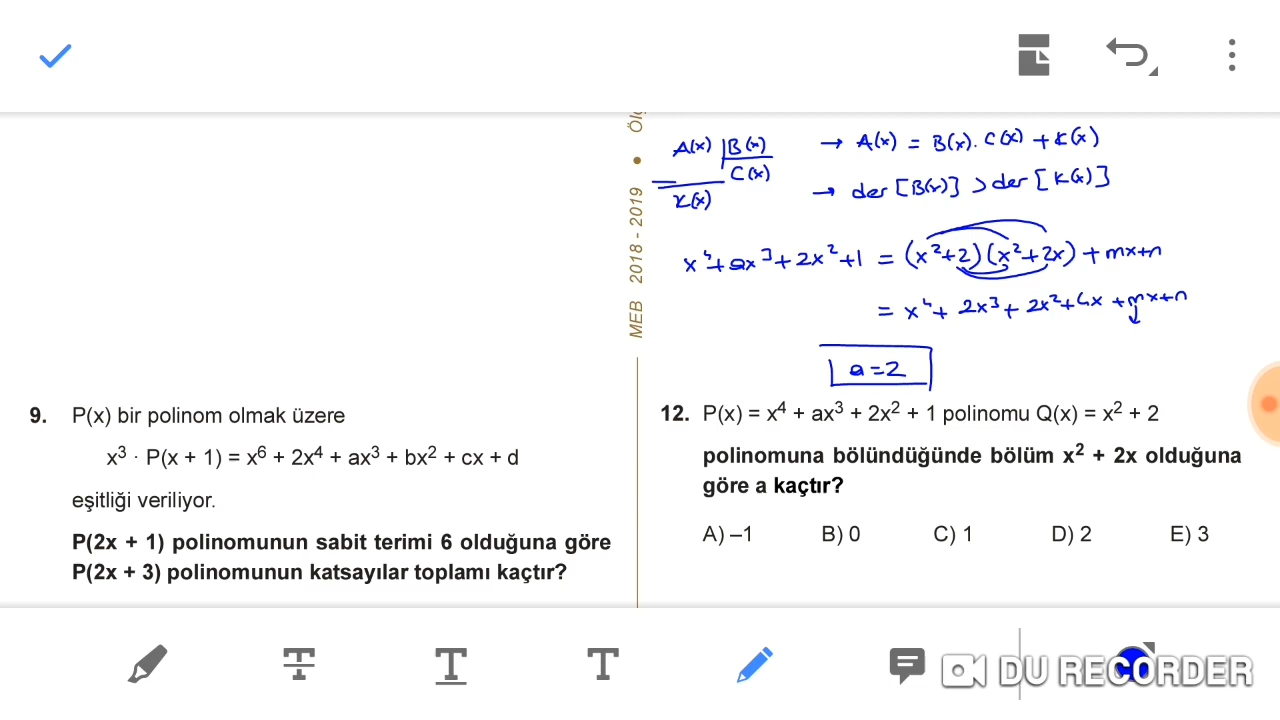 MEB 2018 - 2019 • Ölç
9. P(x) bir polinom olmak üzere
x³ · P(x + 1) = x⁶ + 2x⁴ + ax³ + bx² + cx + d
eşitliği veriliyor.
P(2x + 1) polinomunun sabit terimi 6 olduğuna göre
P(2x + 3) polinomunun katsayılar toplamı kaçtır?
A(x) B(x) → A(x) = B(x). C(x) + K(x)
C(x)
K(x) → der [B(x)] > der [K(x)]
x⁴ + ax³ + 2x² + 1 = (x² + 2) (x² + 2x) + mx + n
= x⁴ + 2x³ + 2x² + 4x + mx + n
a = 2
12. P(x) = x⁴ + ax³ + 2x² + 1 polinomu Q(x) = x² + 2
polinomuna bölündüğünde bölüm x² + 2x olduğuna
göre a kaçtır?
A) –1 B) 0 C) 1 D) 2 E) 3
T T T
DU RECORDER